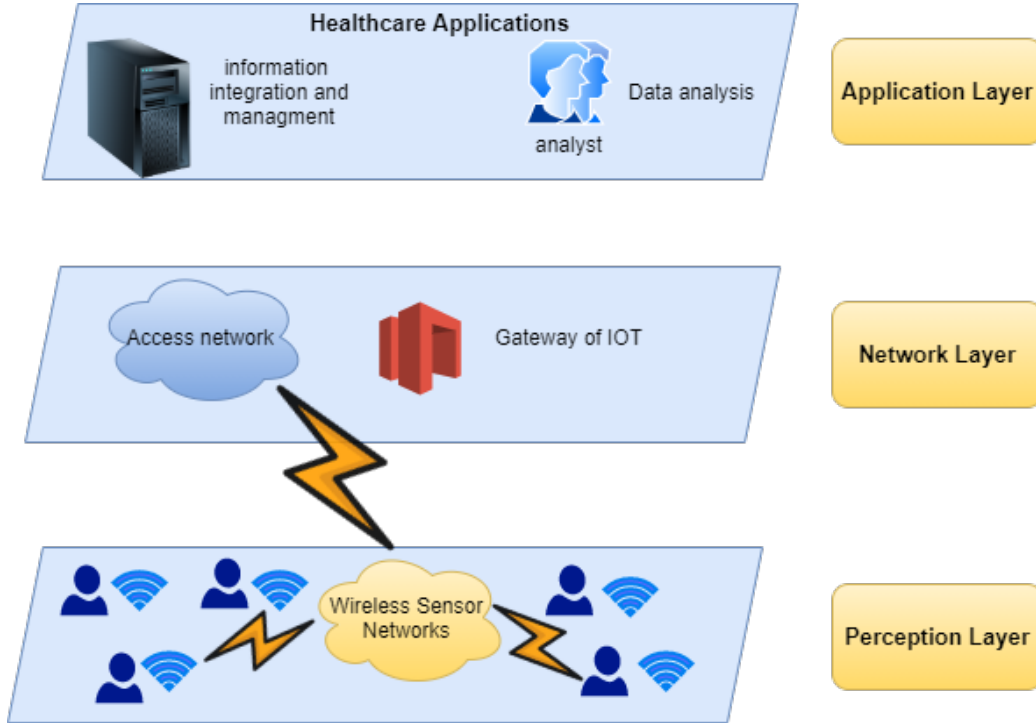 Healthcare Applications
information
integration and
managment
Data analysis
analyst
Application Layer
Access network
Gateway of IOT
Network Layer
Wireless Sensor
Networks
Perception Layer